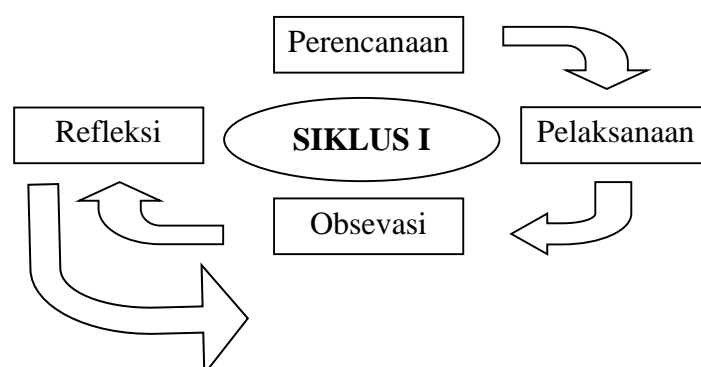 Perencanaan
Refleksi
SIKLUS I
Pelaksanaan
Obsevasi